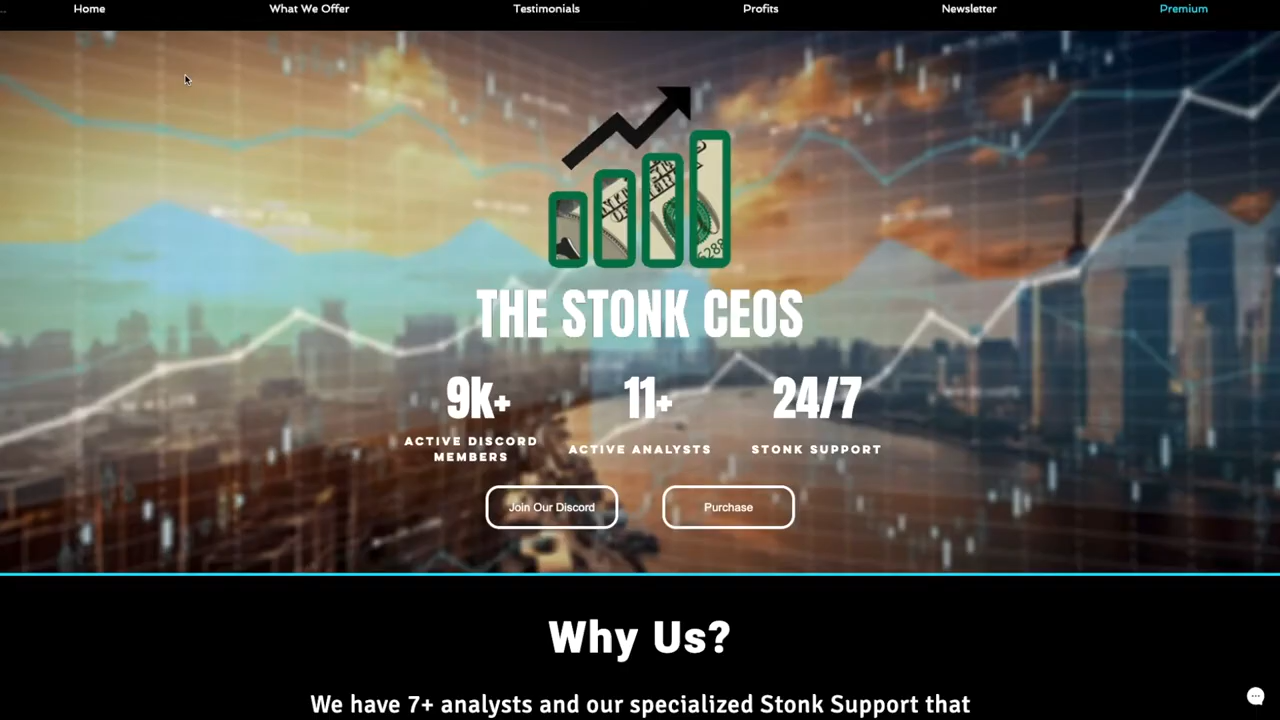 Home What We Offer Testimonials Profits Newsletter Premium
THE STONK CEOS
9k+ 11+ 24/7
ACTIVE DISCORD
MEMBERS
ACTIVE ANALYSTS STONK SUPPORT
Join Our Discord Purchase
Why Us?
We have 7+ analysts and our specialized Stonk Support that